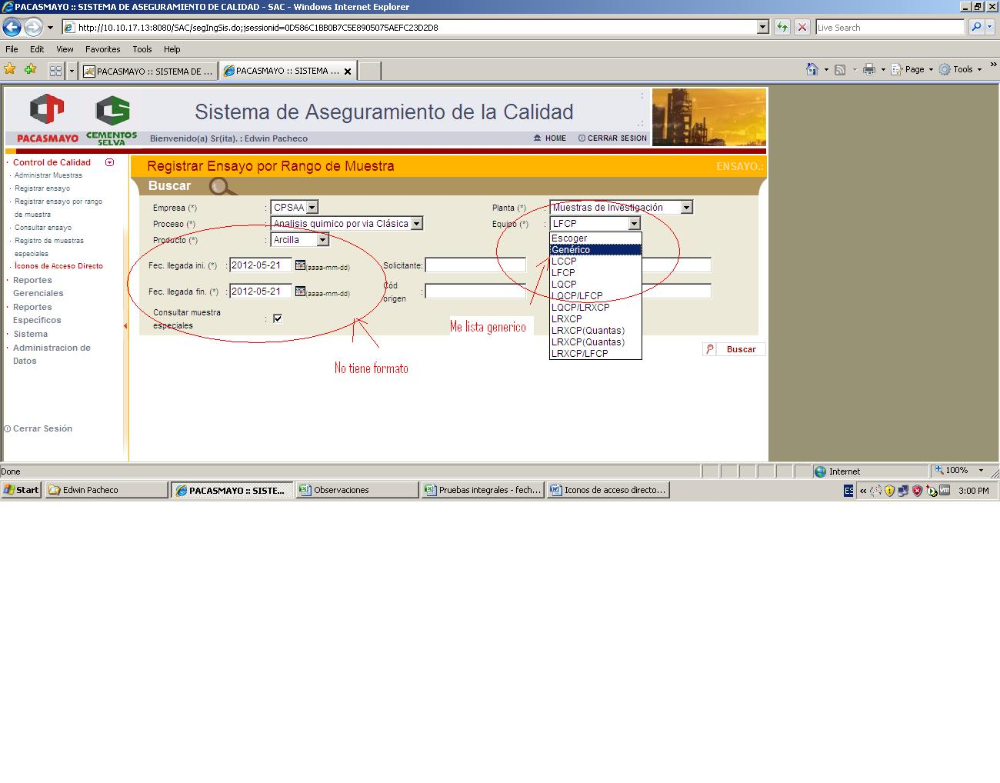 PACASMAYO :: SISTEMA DE ASEGURAMIENTO DE CALIDAD - SAC - Windows Internet Explorer
http://10.10.17.13:8080/SAC/segIngSis.do;jsessionid=0D586C1BB0B7C5E8905075AEFC23D2D8
Live Search
File Edit View Favorites Tools Help
PACASMAYO :: SISTEMA DE ...
PACASMAYO :: SISTEMA ...
Page Tools »
PACASMAYO
CEMENTOS SELVA
Sistema de Aseguramiento de la Calidad
Bienvenido(a) Sr(ita). : Edwin Pacheco
HOME
CERRAR SESION
Control de Calidad
Administrar Muestras
Registrar ensayo
Registrar ensayo por rango
de muestra
Consultar ensayo
Registro de muestras
especiales
Íconos de Acceso Directo
Reportes
Gerenciales
Reportes
Específicos
Sistema
Administracion de
Datos
Cerrar Sesión
Registrar Ensayo por Rango de Muestra
ENSAYO.:
Buscar
Empresa (*) : CPSAA
Planta (*) : Muestras de Investigación
Proceso (*) : Analisis quimico por via Clásica
Equipo (*) : LFCP
Producto (*) : Arcilla
Escoger
Genérico
LCCP
LFCP
LQCP
LQCP/LFCP
LQCP/LRXCP
LRXCP
LRXCP(Quantas)
LRXCP(Quantas)
LRXCP/LFCP
Fec. llegada ini. (*) : 2012-05-21 (aaaa-mm-dd)
Solicitante:
Fec. llegada fin. (*) : 2012-05-21 (aaaa-mm-dd)
Cód
origen :
Consultar muestra
especiales :
Me lista generico
No tiene formato
Buscar
Done
Internet
100%
Start
Edwin Pacheco
PACASMAYO :: SISTE...
Observaciones
Pruebas integrales - fech...
Iconos de acceso directo...
ES
«
3:00 PM